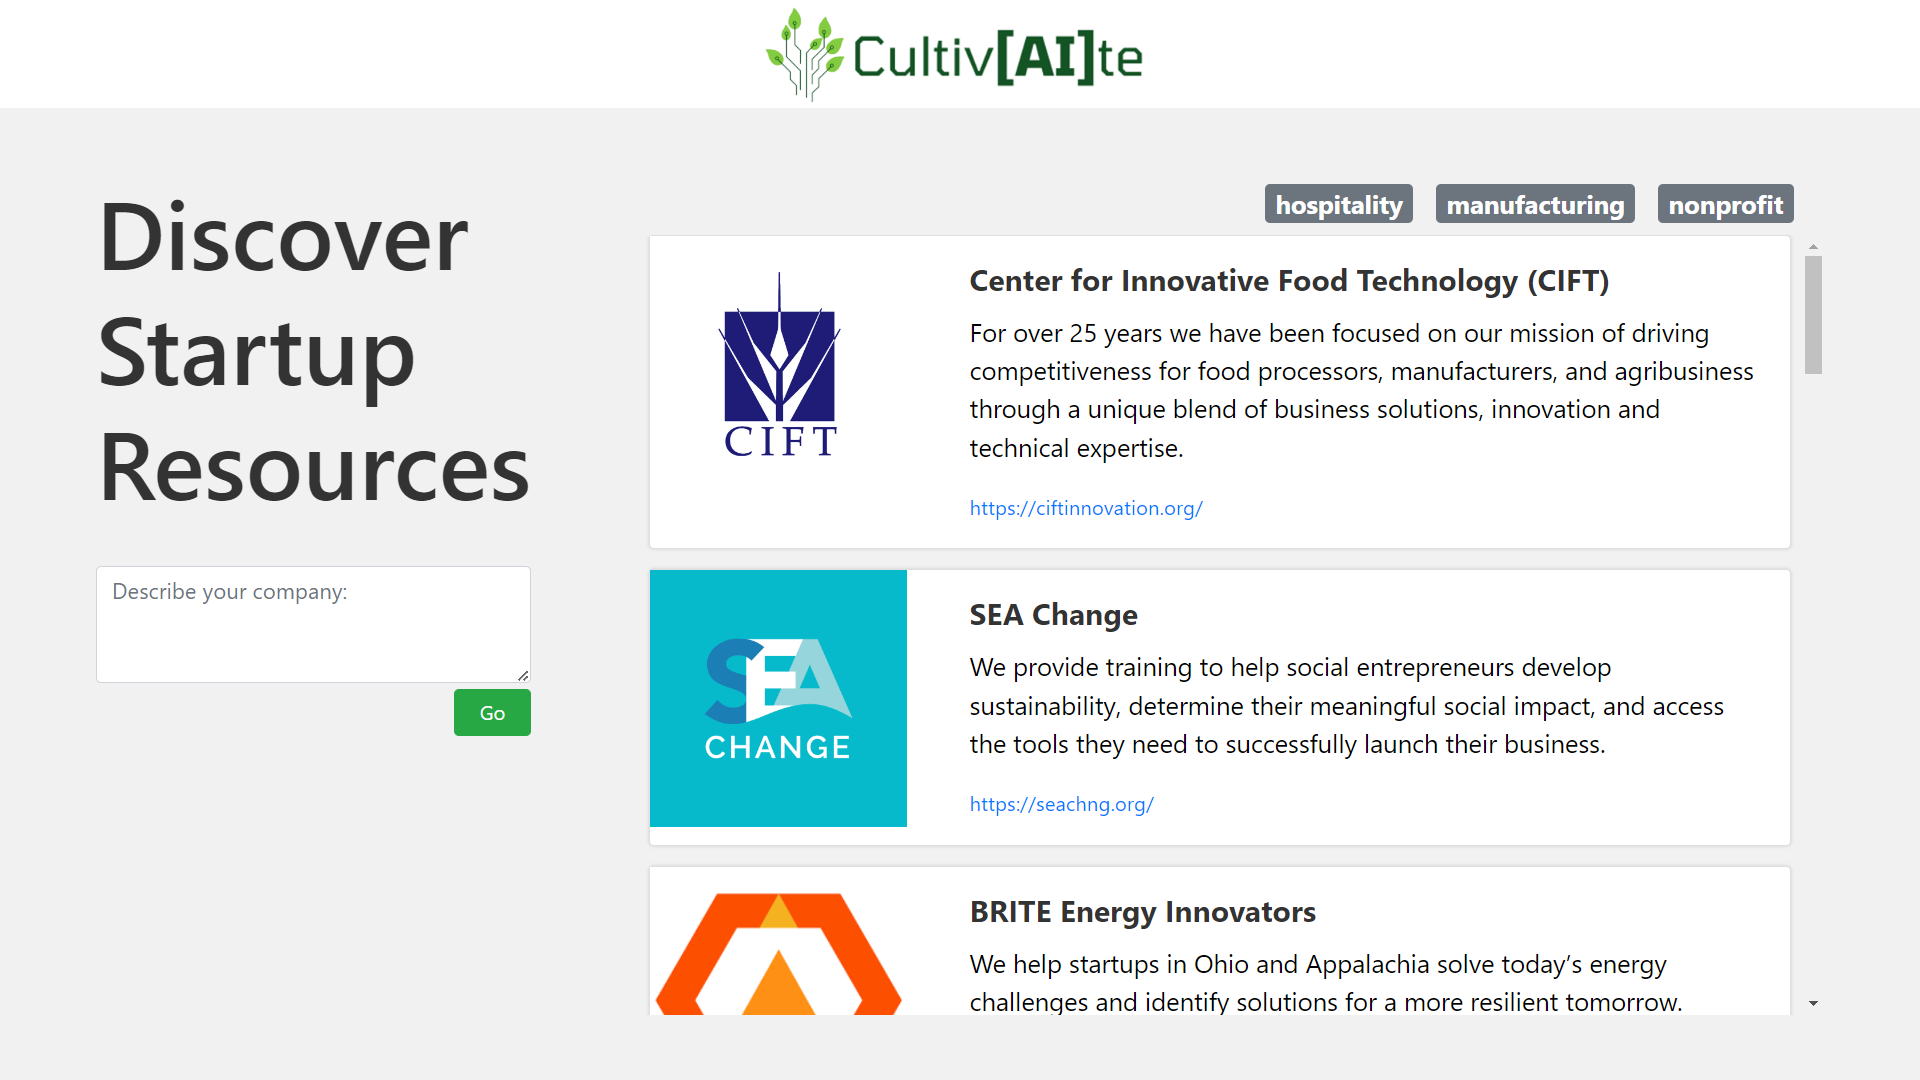 Cultiv[AI]te
Discover
Startup
Resources
Describe your company:
Go
hospitality manufacturing nonprofit
CIFT
Center for Innovative Food Technology (CIFT)
For over 25 years we have been focused on our mission of driving
competitiveness for food processors, manufacturers, and agribusiness
through a unique blend of business solutions, innovation and
technical expertise.
https://ciftinnovation.org/
SEA
CHANGE
SEA Change
We provide training to help social entrepreneurs develop
sustainability, determine their meaningful social impact, and access
the tools they need to successfully launch their business.
https://seachng.org/
BRITE Energy Innovators
We help startups in Ohio and Appalachia solve today’s energy
challenges and identify solutions for a more resilient tomorrow.